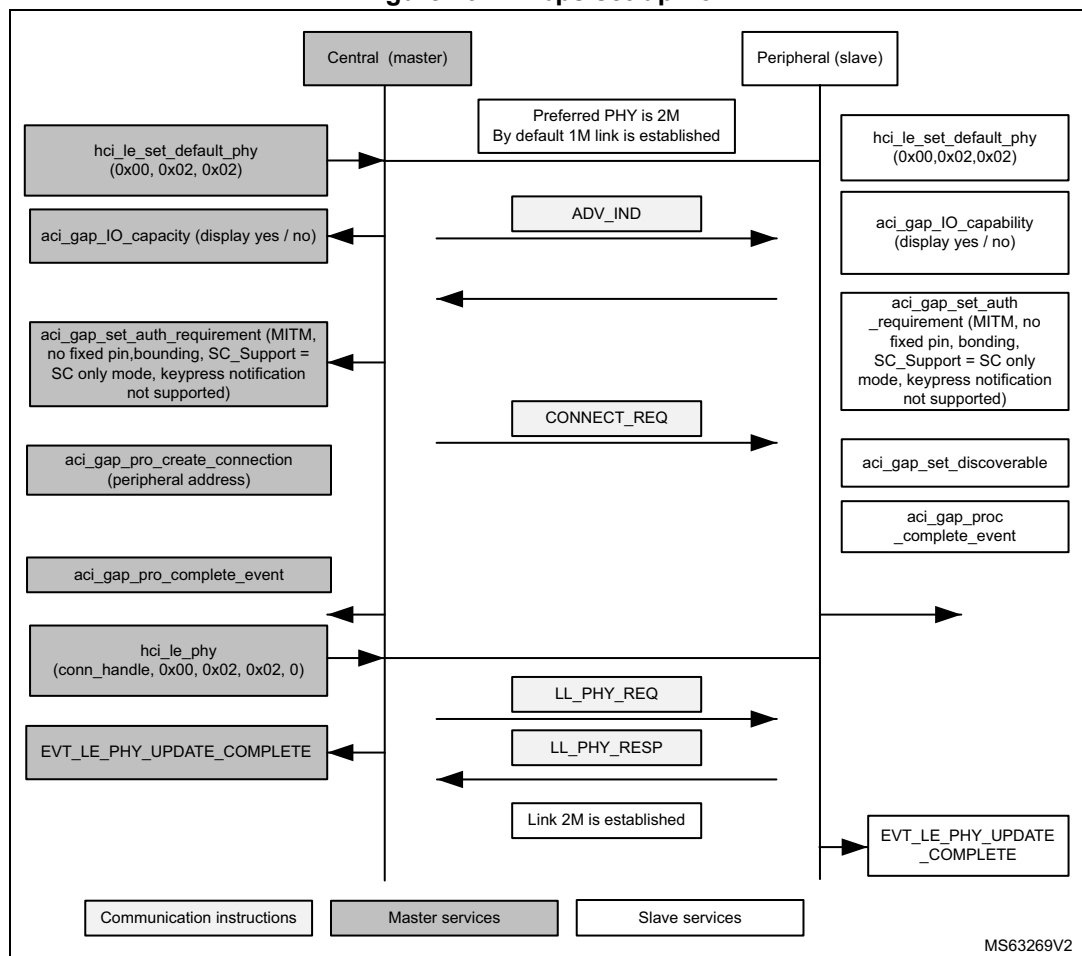 Central (master)
Peripheral (slave)
Preferred PHY is 2M
By default 1M link is established
hci_le_set_default_phy
(0x00, 0x02, 0x02)
hci_le_set_default_phy
(0x00,0x02,0x02)
ADV_IND
aci_gap_IO_capacity (display yes / no)
aci_gap_IO_capability
(display yes / no)
aci_gap_set_auth_requirement (MITM,
no fixed pin,bounding, SC_Support =
SC only mode, keypress notification
not supported)
aci_gap_set_auth
_requirement (MITM, no
fixed pin, bonding,
SC_Support = SC only
mode, keypress notification
not supported)
CONNECT_REQ
aci_gap_pro_create_connection
(peripheral address)
aci_gap_set_discoverable
aci_gap_proc
_complete_event
aci_gap_pro_complete_event
hci_le_phy
(conn_handle, 0x00, 0x02, 0x02, 0)
LL_PHY_REQ
EVT_LE_PHY_UPDATE_COMPLETE
LL_PHY_RESP
Link 2M is established
EVT_LE_PHY_UPDATE
_COMPLETE
Communication instructions
Master services
Slave services
MS63269V2